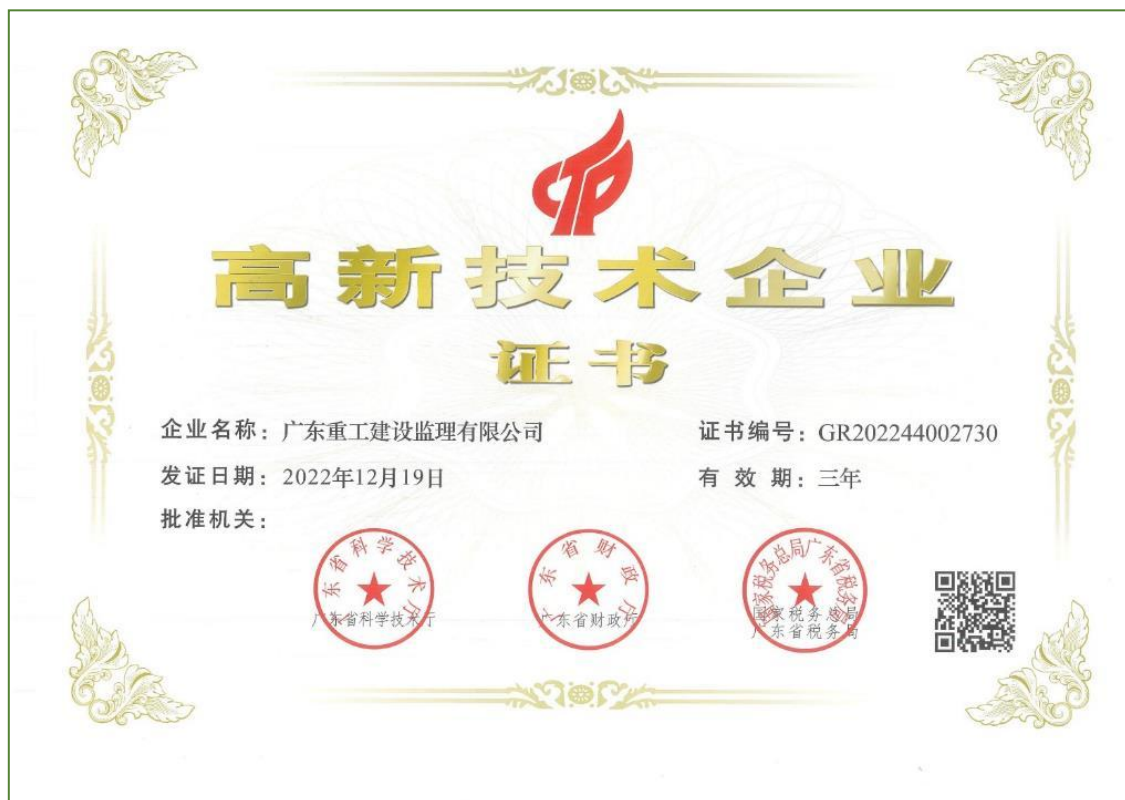 CTP
高新技术企业
证书
企业名称：广东重工建设监理有限公司
证书编号：GR202244002730
发证日期：2022年12月19日
有效期：三年
批准机关：
广东省科学技术厅
广东省科学技术厅
广东省财政厅
广东省财政厅
国家税务总局广东省税务局
国家税务总局
广东省税务局